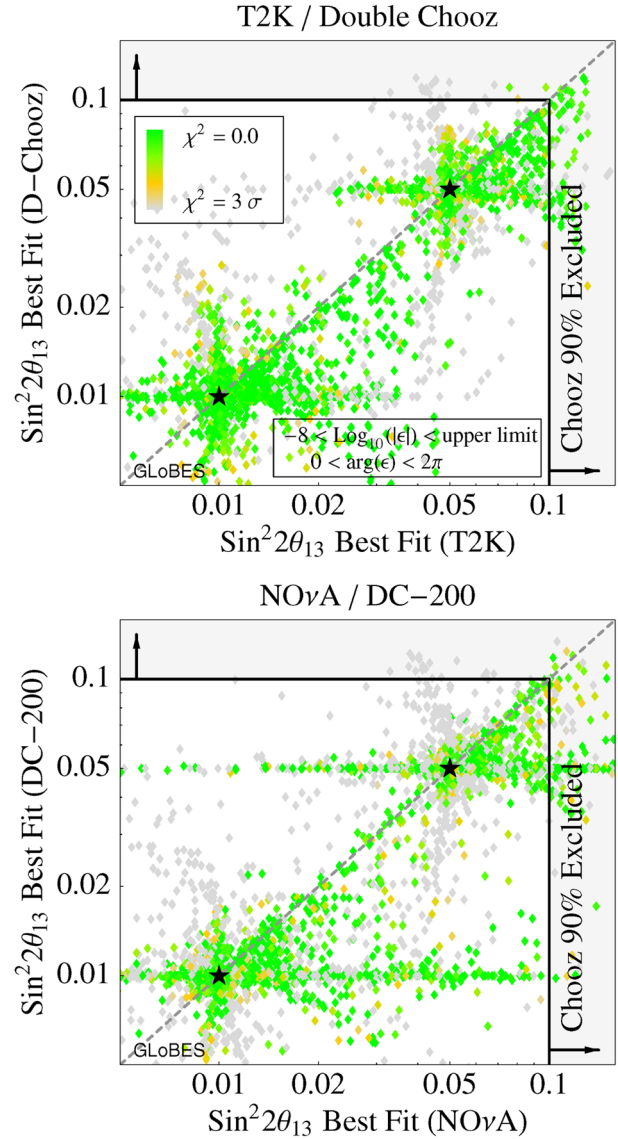 T2K / Double Chooz
Sin²2θ₁₃ Best Fit (D−Chooz)
0.1
0.05
0.02
0.01
χ² = 0.0
χ² = 3 σ
−8 < Log₁₀(|ϵ|) < upper limit
0 < arg(ϵ) < 2π
GLoBES
Chooz 90% Excluded
0.01 0.02 0.05 0.1
Sin²2θ₁₃ Best Fit (T2K)
NOνA / DC−200
Sin²2θ₁₃ Best Fit (DC−200)
0.1
0.05
0.02
0.01
GLoBES
Chooz 90% Excluded
0.01 0.02 0.05 0.1
Sin²2θ₁₃ Best Fit (NOνA)